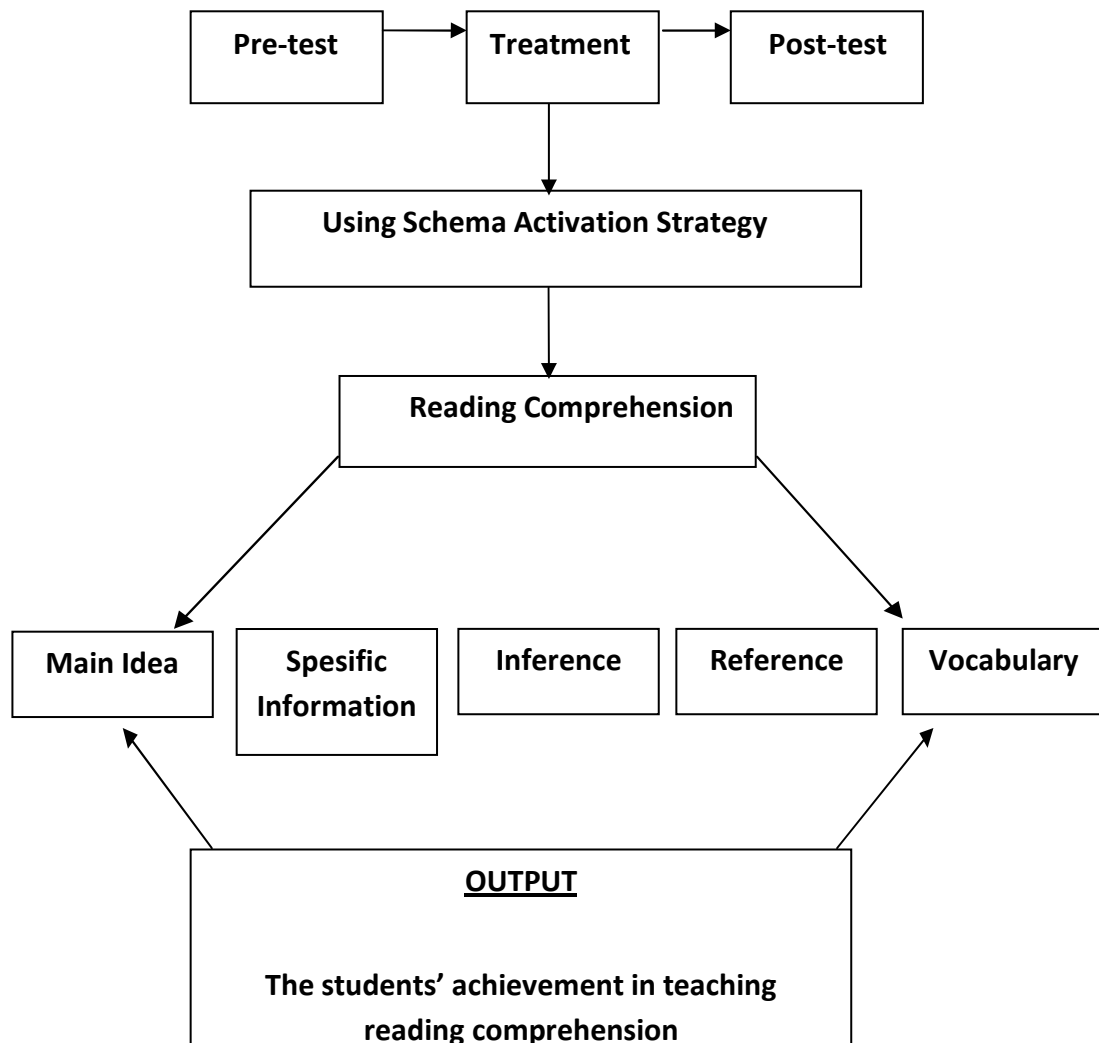 Pre-test
Treatment
Post-test
Using Schema Activation Strategy
Reading Comprehension
Main Idea
Spesific
Information
Inference
Reference
Vocabulary
OUTPUT
The students’ achievement in teaching
reading comprehension